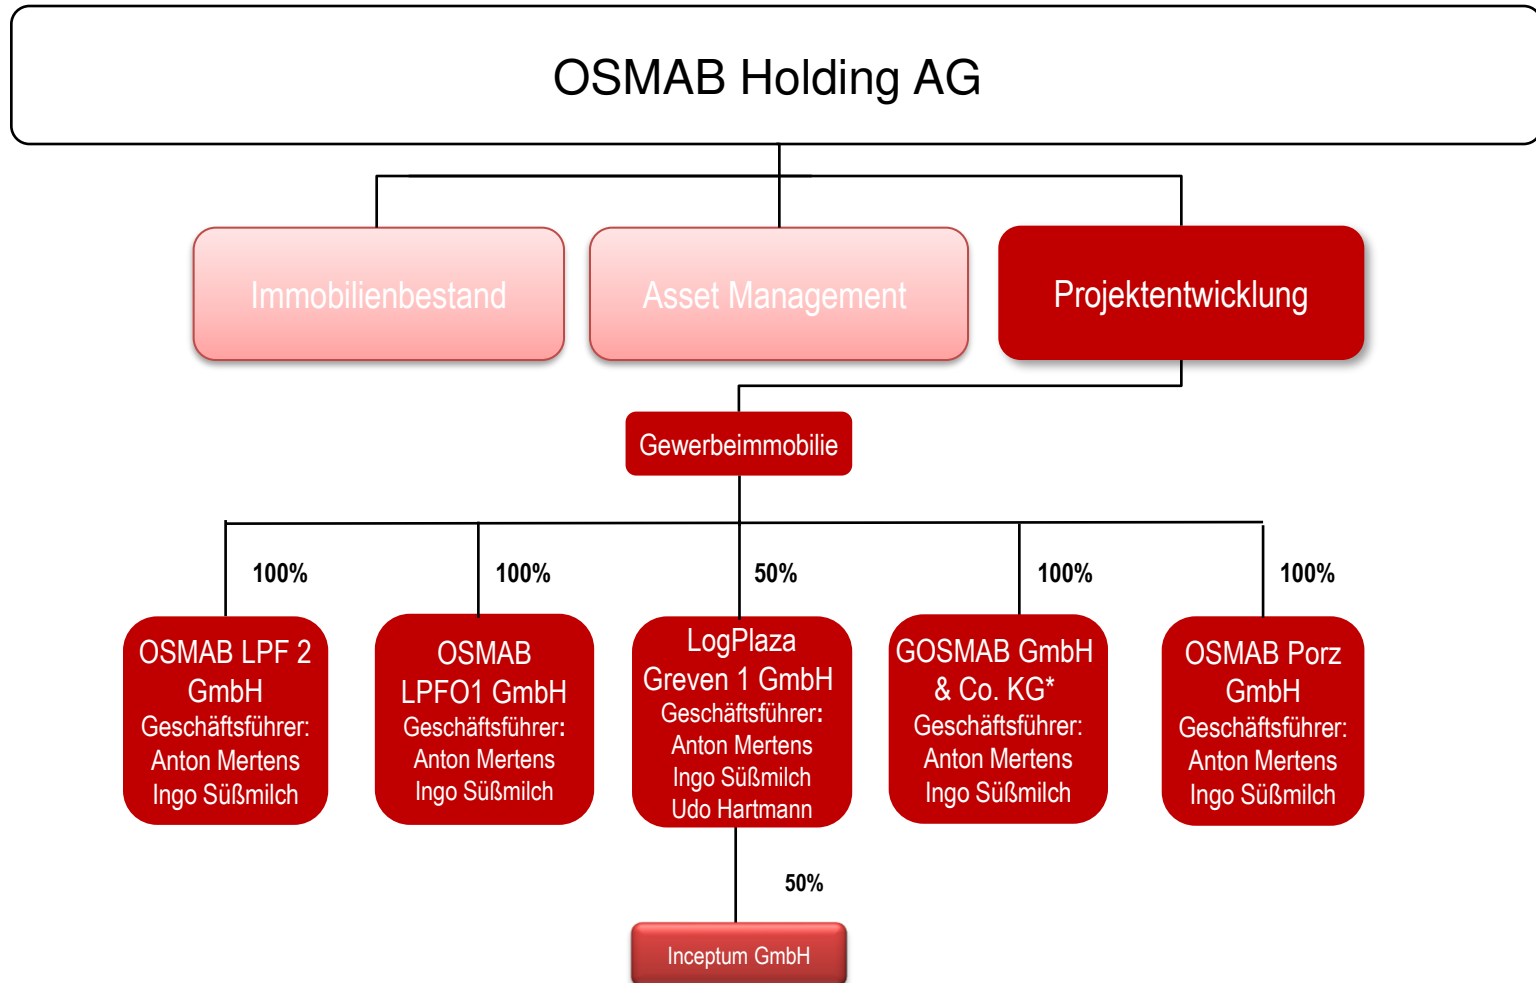 OSMAB Holding AG
Immobilienbestand
Asset Management
Projektentwicklung
Gewerbeimmobilie
100%
100%
50%
100%
100%
OSMAB LPF 2
GmbH
Geschäftsführer:
Anton Mertens
Ingo Süßmilch
OSMAB
LPFO1 GmbH
Geschäftsführer:
Anton Mertens
Ingo Süßmilch
LogPlaza
Greven 1 GmbH
Geschäftsführer:
Anton Mertens
Ingo Süßmilch
Udo Hartmann
GOSMAB GmbH
& Co. KG*
Geschäftsführer:
Anton Mertens
Ingo Süßmilch
OSMAB Porz
GmbH
Geschäftsführer:
Anton Mertens
Ingo Süßmilch
50%
Inceptum GmbH